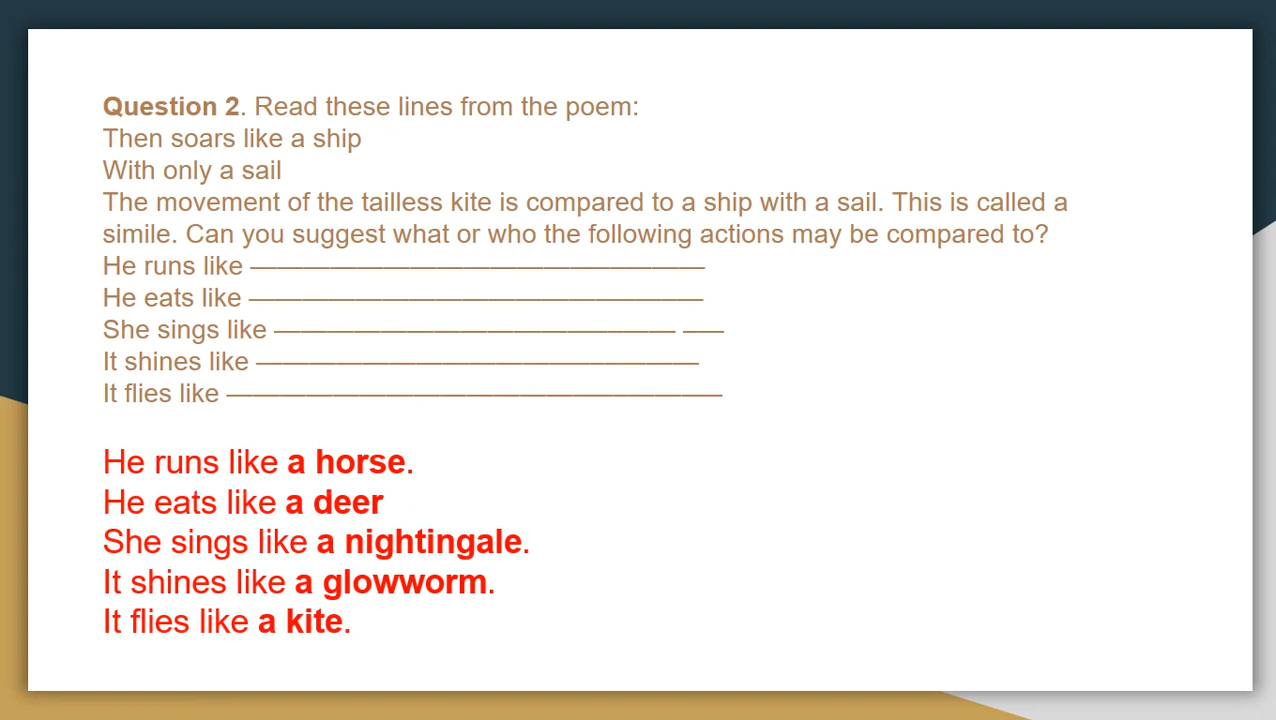 Question 2. Read these lines from the poem:
Then soars like a ship
With only a sail
The movement of the tailless kite is compared to a ship with a sail. This is called a
simile. Can you suggest what or who the following actions may be compared to?
He runs like —————————————————
He eats like —————————————————
She sings like ——————————————— ——
It shines like ————————————————
It flies like ——————————————————
He runs like a horse.
He eats like a deer
She sings like a nightingale.
It shines like a glowworm.
It flies like a kite.